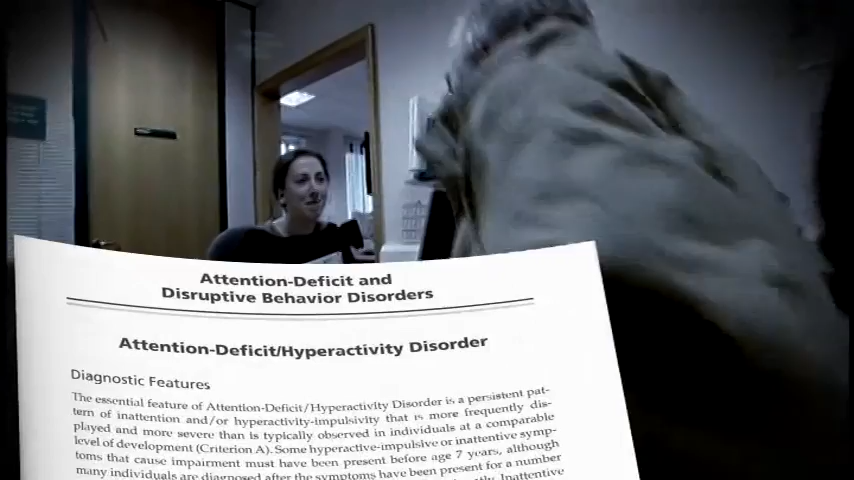 Attention-Deficit and
Disruptive Behavior Disorders
Attention-Deficit/Hyperactivity Disorder
Diagnostic Features
The essential feature of Attention-Deficit/Hyperactivity Disorder is a persistent pat-
tern of inattention and/or hyperactivity-impulsivity that is more frequently dis-
played and more severe than is typically observed in individuals at a comparable
level of development (Criterion A). Some hyperactive-impulsive or inattentive symp-
toms that cause impairment must have been present before age 7 years, although
many individuals are diagnosed after the symptoms have been present for a number
Inattentive